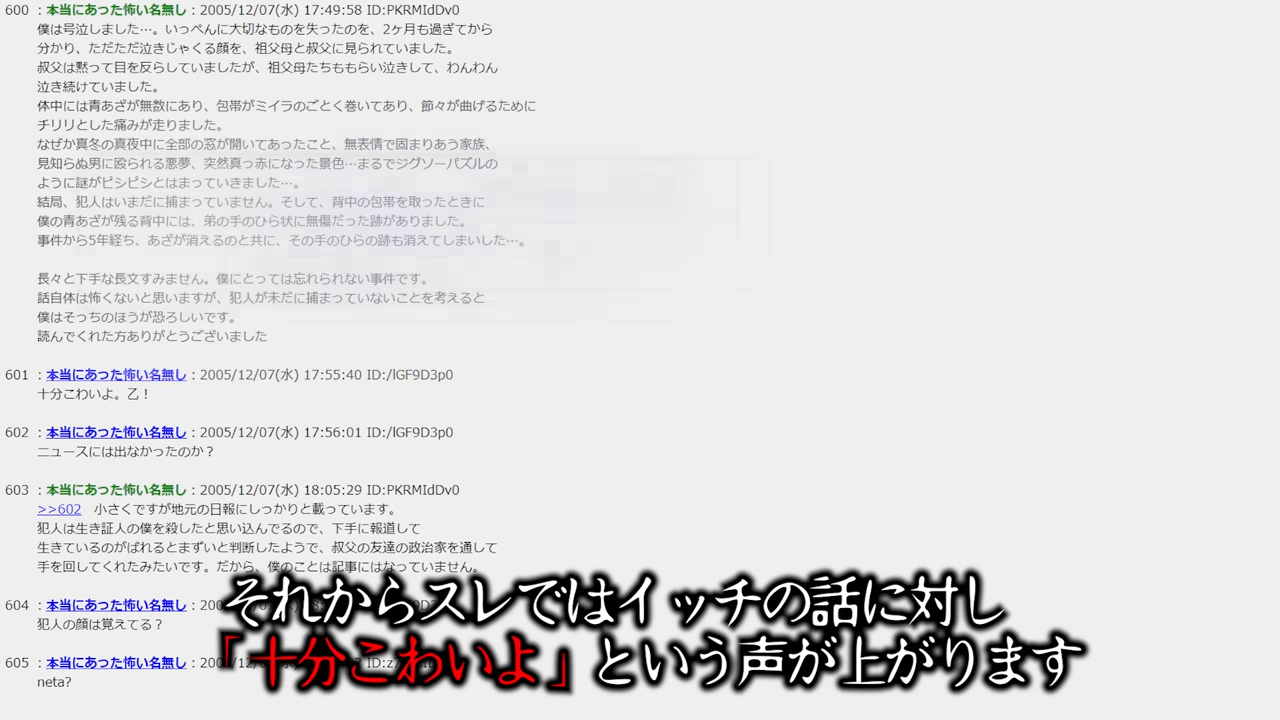 600 ：本当にあった怖い名無し：2005/12/07(水) 17:49:58 ID:PKRMIdDv0
僕は号泣しました…。いっぺんに大切なものを失ったのを、2ヶ月も過ぎてから
分かり、ただただ泣きじゃくる顔を、祖父母と叔父に見られていました。
叔父は黙って目を反らしていましたが、祖父母たちももらい泣きして、わんわん
泣き続けていました。
体中には青あざが無数にあり、包帯がミイラのごとく巻いてあり、節々が曲げるために
チリリとした痛みが走りました。
なぜか真冬の真夜中に全部の窓が開いてあったこと、無表情で固まりあう家族、
見知らぬ男に殴られる悪夢、突然真っ赤になった景色…まるでジグソーパズルの
ように謎がピシピシとはまっていきました…。
結局、犯人はいまだに捕まっていません。そして、背中の包帯を取ったときに
僕の青あざが残る背中には、弟の手のひら状に無傷だった跡がありました。
事件から5年経ち、あざが消えるのと共に、その手のひらの跡も消えてしまいした…。
長々と下手な長文すみません。僕にとっては忘れられない事件です。
話自体は怖くないと思いますが、犯人が未だに捕まっていないことを考えると
僕はそっちのほうが恐ろしいです。
読んでくれた方ありがとうございました
601 ：本当にあった怖い名無し：2005/12/07(水) 17:55:40 ID:/lGF9D3p0
十分こわいよ。乙！
602 ：本当にあった怖い名無し：2005/12/07(水) 17:56:01 ID:/lGF9D3p0
ニュースには出なかったのか？
603 ：本当にあった怖い名無し：2005/12/07(水) 18:05:29 ID:PKRMIdDv0
>>602　小さくですが地元の日報にしっかりと載っています。
犯人は生き証人の僕を殺したと思い込んでるので、下手に報道して
生きているのがばれるとまずいと判断したようで、叔父の友達の政治家を通して
手を回してくれたみたいです。だから、僕のことは記事にはなっていません。
604 ：本当にあった怖い名無し：
犯人の顔は覚えてる？
605 ：本当にあった怖い名無し：
neta?
それからスレではイッチの話に対し
「十分こわいよ」という声が上がります